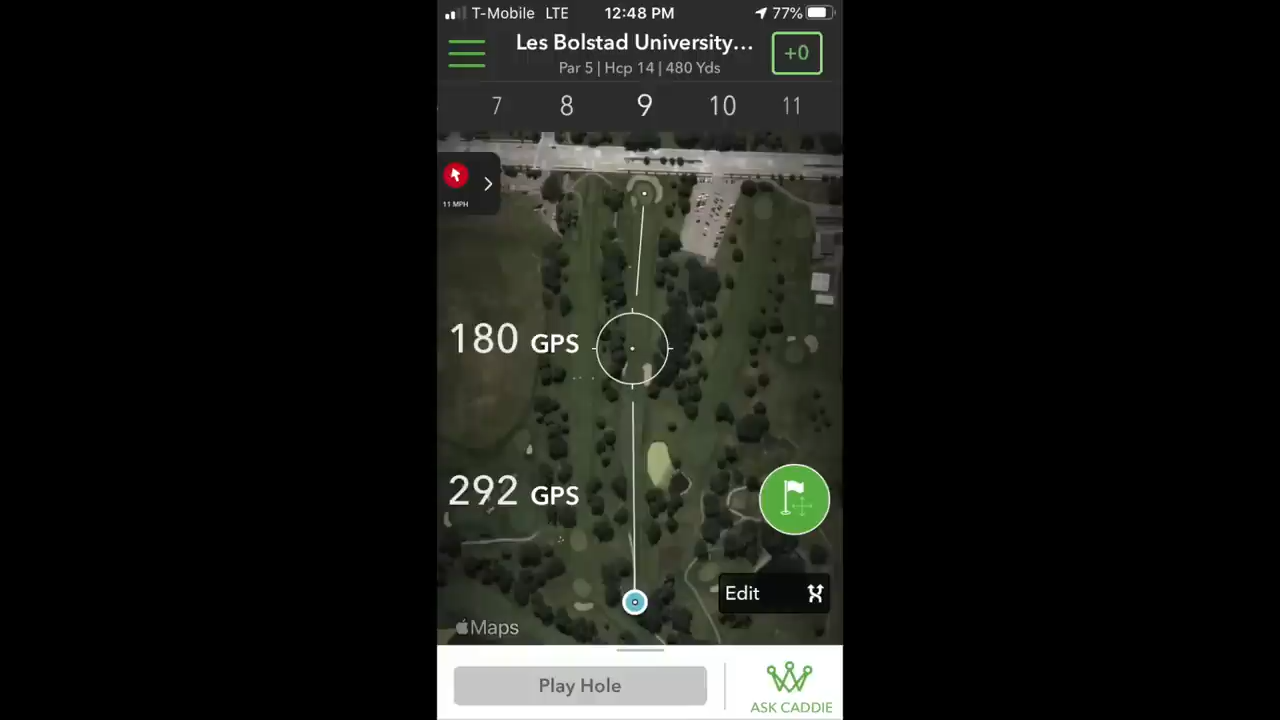 T-Mobile LTE 12:48 PM 77%
Les Bolstad University...
Par 5 | Hcp 14 | 480 Yds
+0
7 8 9 10 11
11 MPH
180 GPS
292 GPS
Edit
Maps
Play Hole
ASK CADDIE